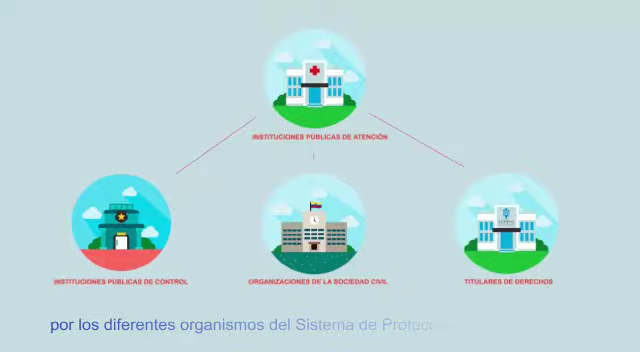 INSTITUCIONES PÚBLICAS DE ATENCIÓN
INSTITUCIONES PÚBLICAS DE CONTROL
ORGANIZACIONES DE LA SOCIEDAD CIVIL
TITULARES DE DERECHOS
por los diferentes organismos del Sistema de